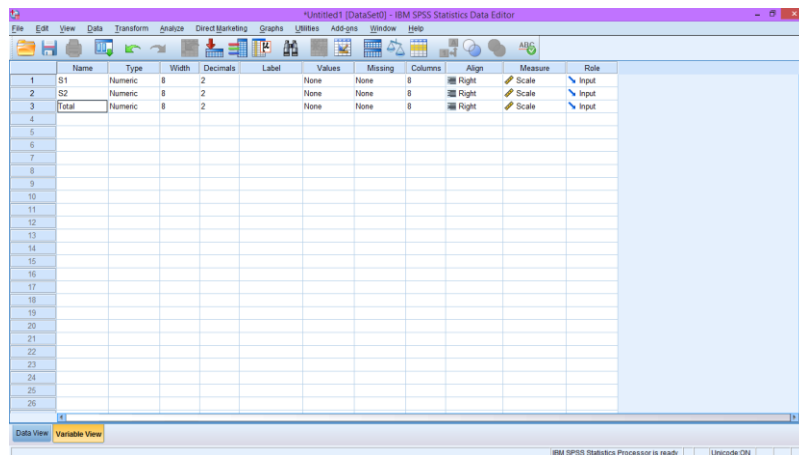 *Untitled1 [DataSet0] - IBM SPSS Statistics Data Editor
File Edit View Data Transform Analyze Direct Marketing Graphs Utilities Add-ons Window Help
Name Type Width Decimals Label Values Missing Columns Align Measure Role
1 S1 Numeric 8 2 None None 8 Right Scale Input
2 S2 Numeric 8 2 None None 8 Right Scale Input
3 Total Numeric 8 2 None None 8 Right Scale Input
4
5
6
7
8
9
10
11
12
13
14
15
16
17
18
19
20
21
22
23
24
25
26
Data View Variable View
IBM SPSS Statistics Processor is ready Unicode:ON